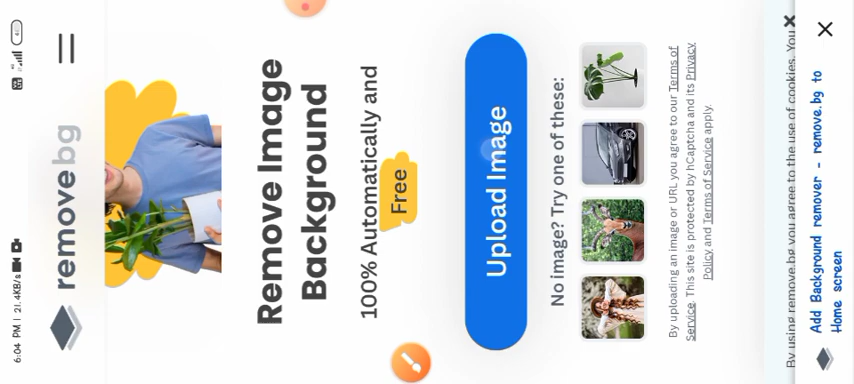 6:04 PM | 21.4KB/s
removebg
Remove Image
Background
100% Automatically and
Free
Upload Image
No image? Try one of these:
By uploading an image or URL you agree to our Terms of
Service. This site is protected by hCaptcha and its Privacy
Policy and Terms of Service apply.
By using remove.bg you agree to the use of cookies. You
Add Background remover - remove.bg to
Home screen